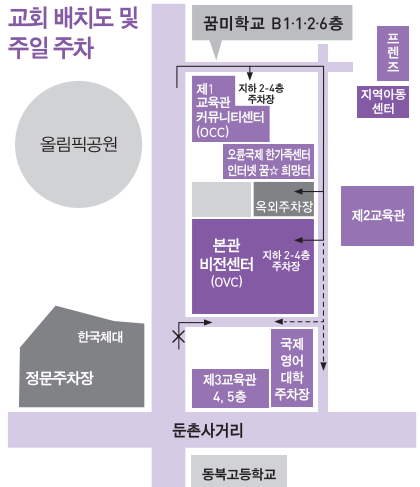 교회 배치도 및
주일 주차
꿈미학교 B1·1·2·6층
프렌즈
지역아동
센터
제1
교육관
커뮤니티센터
(OCC)
지하 2-4층
주차장
올림픽공원
오륜국제 한가족센터
인터넷 꿈☆ 희망터
옥외주차장
제2교육관
본관
비전센터
(OVC)
지하 2-4층
주차장
한국체대
정문주차장
국제
영어
대학
주차장
제3교육관
4, 5층
둔촌사거리
동북고등학교